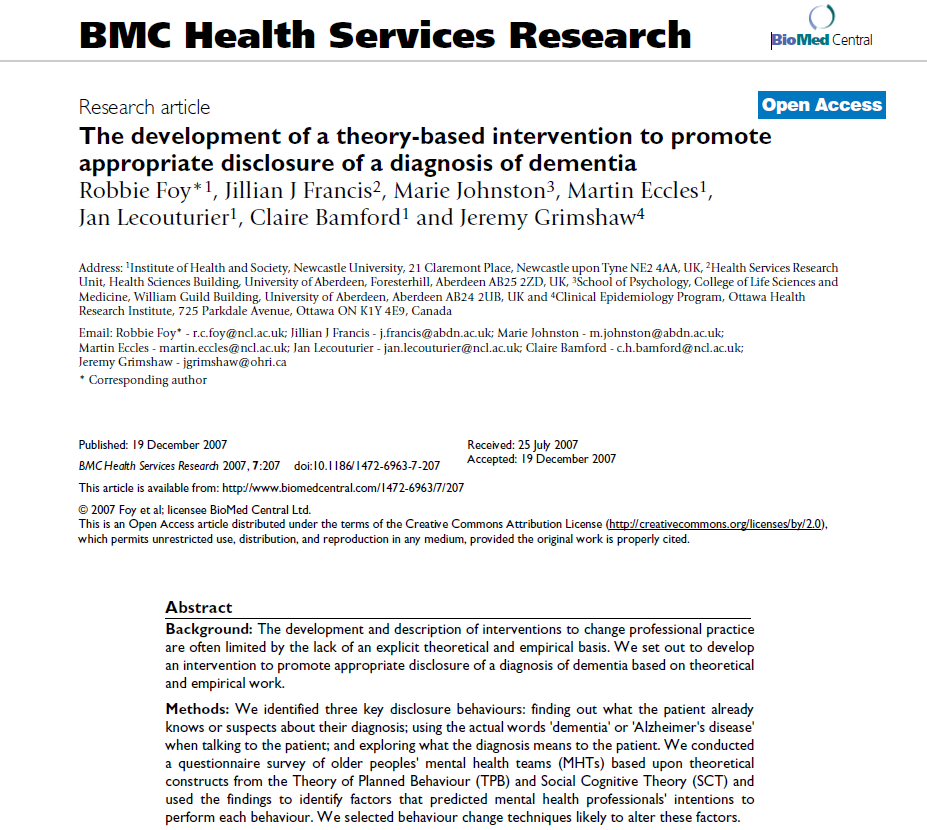 BMC Health Services Research
BioMed Central
Research article
Open Access
The development of a theory-based intervention to promote
appropriate disclosure of a diagnosis of dementia
Robbie Foy*1, Jillian J Francis2, Marie Johnston3, Martin Eccles1,
Jan Lecouturier1, Claire Bamford1 and Jeremy Grimshaw4
Address: 1Institute of Health and Society, Newcastle University, 21 Claremont Place, Newcastle upon Tyne NE2 4AA, UK, 2Health Services Research
Unit, Health Sciences Building, University of Aberdeen, Foresterhill, Aberdeen AB25 2ZD, UK, 3School of Psychology, College of Life Sciences and
Medicine, William Guild Building, University of Aberdeen, Aberdeen AB24 2UB, UK and 4Clinical Epidemiology Program, Ottawa Health
Research Institute, 725 Parkdale Avenue, Ottawa ON K1Y 4E9, Canada
Email: Robbie Foy* - r.c.foy@ncl.ac.uk; Jillian J Francis - j.francis@abdn.ac.uk; Marie Johnston - m.johnston@abdn.ac.uk;
Martin Eccles - martin.eccles@ncl.ac.uk; Jan Lecouturier - jan.lecouturier@ncl.ac.uk; Claire Bamford - c.h.bamford@ncl.ac.uk;
Jeremy Grimshaw - jgrimshaw@ohri.ca
* Corresponding author
Published: 19 December 2007
BMC Health Services Research 2007, 7:207 doi:10.1186/1472-6963-7-207
Received: 25 July 2007
Accepted: 19 December 2007
This article is available from: http://www.biomedcentral.com/1472-6963/7/207
© 2007 Foy et al; licensee BioMed Central Ltd.
This is an Open Access article distributed under the terms of the Creative Commons Attribution License (http://creativecommons.org/licenses/by/2.0),
which permits unrestricted use, distribution, and reproduction in any medium, provided the original work is properly cited.
Abstract
Background: The development and description of interventions to change professional practice
are often limited by the lack of an explicit theoretical and empirical basis. We set out to develop
an intervention to promote appropriate disclosure of a diagnosis of dementia based on theoretical
and empirical work.
Methods: We identified three key disclosure behaviours: finding out what the patient already
knows or suspects about their diagnosis; using the actual words 'dementia' or 'Alzheimer's disease'
when talking to the patient; and exploring what the diagnosis means to the patient. We conducted
a questionnaire survey of older peoples' mental health teams (MHTs) based upon theoretical
constructs from the Theory of Planned Behaviour (TPB) and Social Cognitive Theory (SCT) and
used the findings to identify factors that predicted mental health professionals' intentions to
perform each behaviour. We selected behaviour change techniques likely to alter these factors.